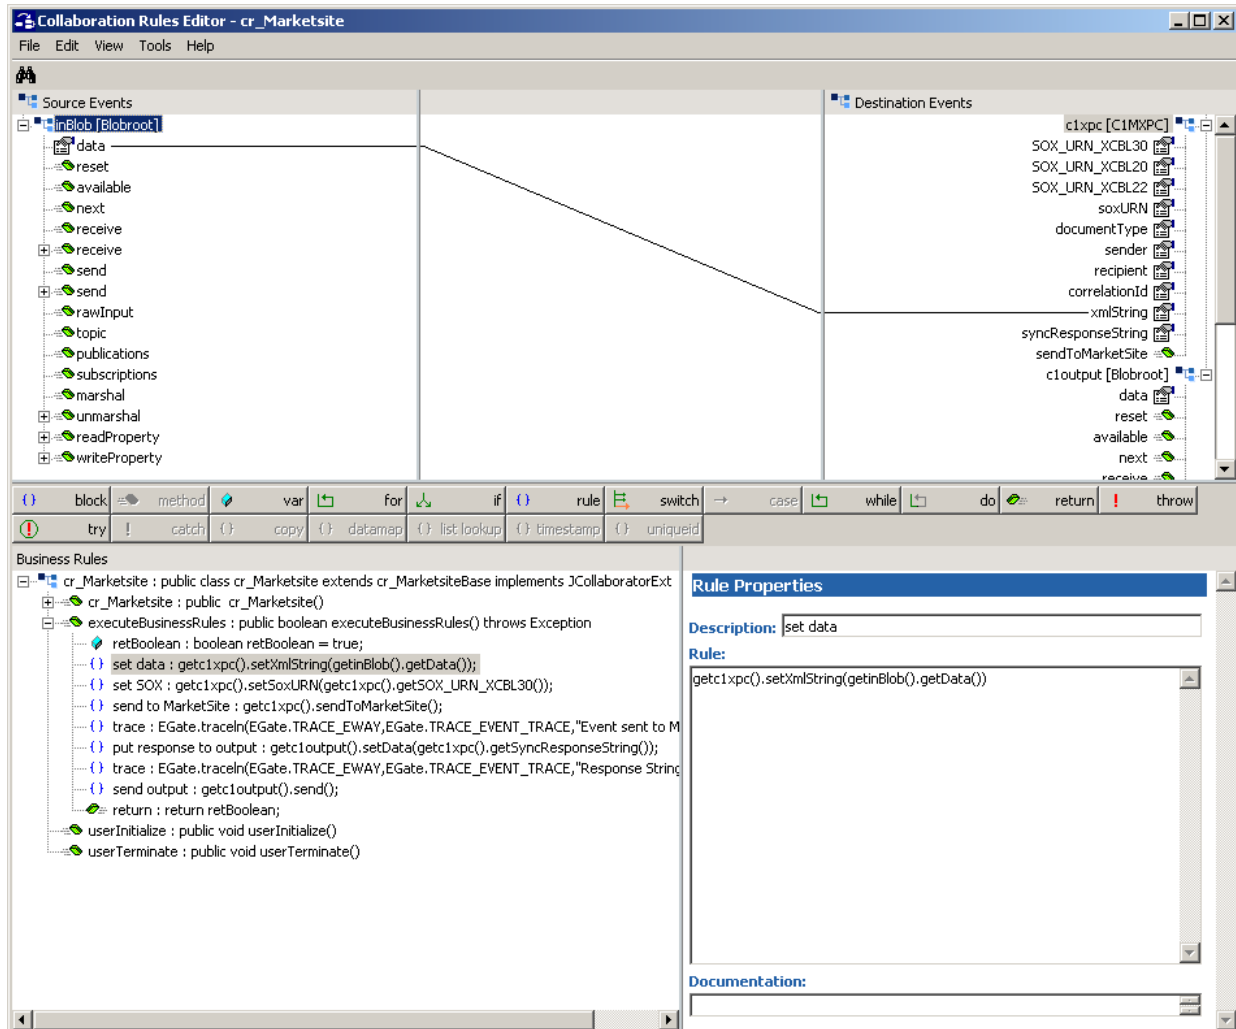 Collaboration Rules Editor - cr_Marketsite
File Edit View Tools Help
Source Events
Destination Events
inBlob [Blobroot]
data
reset
available
next
receive
receive
send
send
rawInput
topic
publications
subscriptions
marshal
unmarshal
readProperty
writeProperty
c1xpc [C1MXPC]
SOX_URN_XCBL30
SOX_URN_XCBL20
SOX_URN_XCBL22
soxURN
documentType
sender
recipient
correlationId
xmlString
syncResponseString
sendToMarketSite
c1output [Blobroot]
data
reset
available
next
receive
{} block method var for if {} rule switch case while do return ! throw
! try ! catch {} copy {} datamap {} list lookup {} timestamp {} uniqueid
Business Rules
cr_Marketsite : public class cr_Marketsite extends cr_MarketsiteBase implements JCollaboratorExt
cr_Marketsite : public cr_Marketsite()
executeBusinessRules : public boolean executeBusinessRules() throws Exception
retBoolean : boolean retBoolean = true;
{} set data : getc1xpc().setXmlString(getinBlob().getData());
{} set SOX : getc1xpc().setSoxURN(getc1xpc().getSOX_URN_XCBL30());
{} send to MarketSite : getc1xpc().sendToMarketSite();
{} trace : EGate.traceln(EGate.TRACE_EWAY,EGate.TRACE_EVENT_TRACE,"Event sent to M
{} put response to output : getc1output().setData(getc1xpc().getSyncResponseString());
{} trace : EGate.traceln(EGate.TRACE_EWAY,EGate.TRACE_EVENT_TRACE,"Response String
{} send output : getc1output().send();
return : return retBoolean;
userInitialize : public void userInitialize()
userTerminate : public void userTerminate()
Rule Properties
Description: set data
Rule:
getc1xpc().setXmlString(getinBlob().getData())
Documentation: